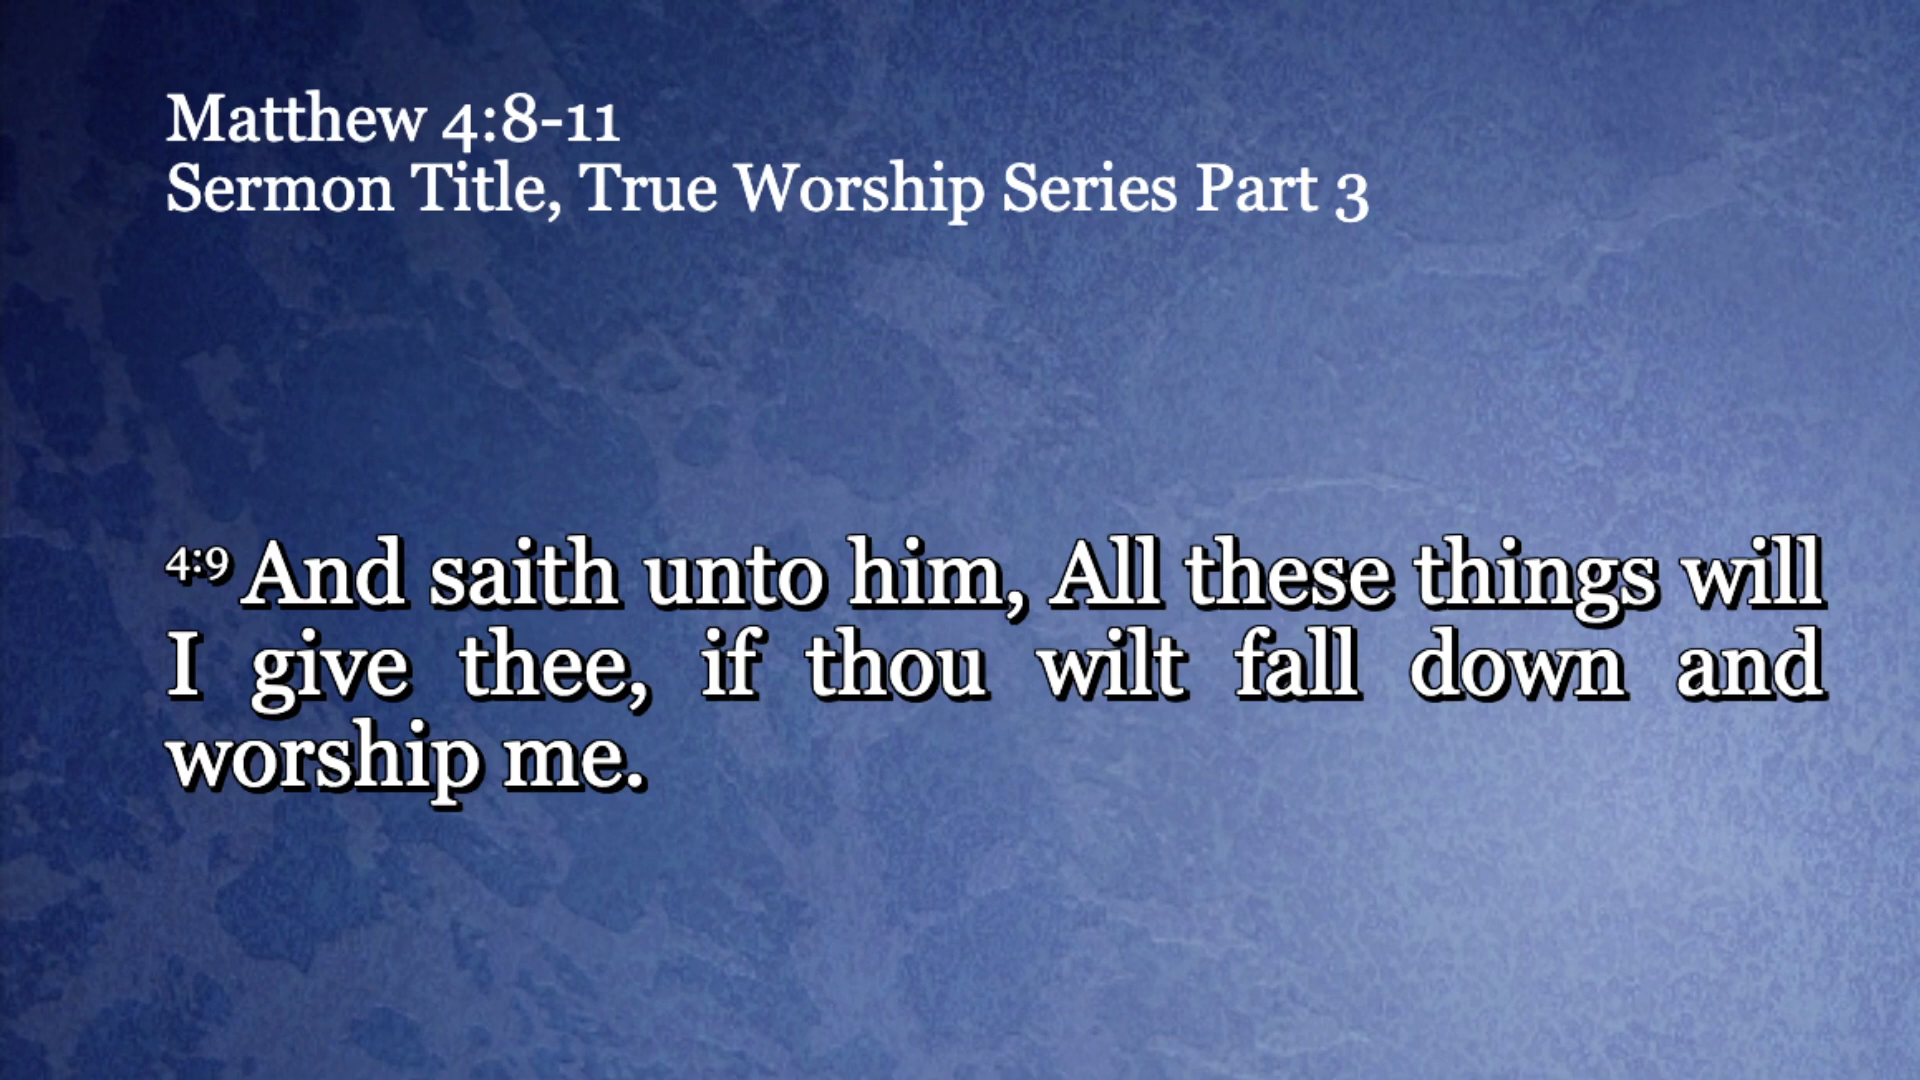 Matthew 4:8-11
Sermon Title, True Worship Series Part 3
4:9 And saith unto him, All these things will
I give thee, if thou wilt fall down and
worship me.